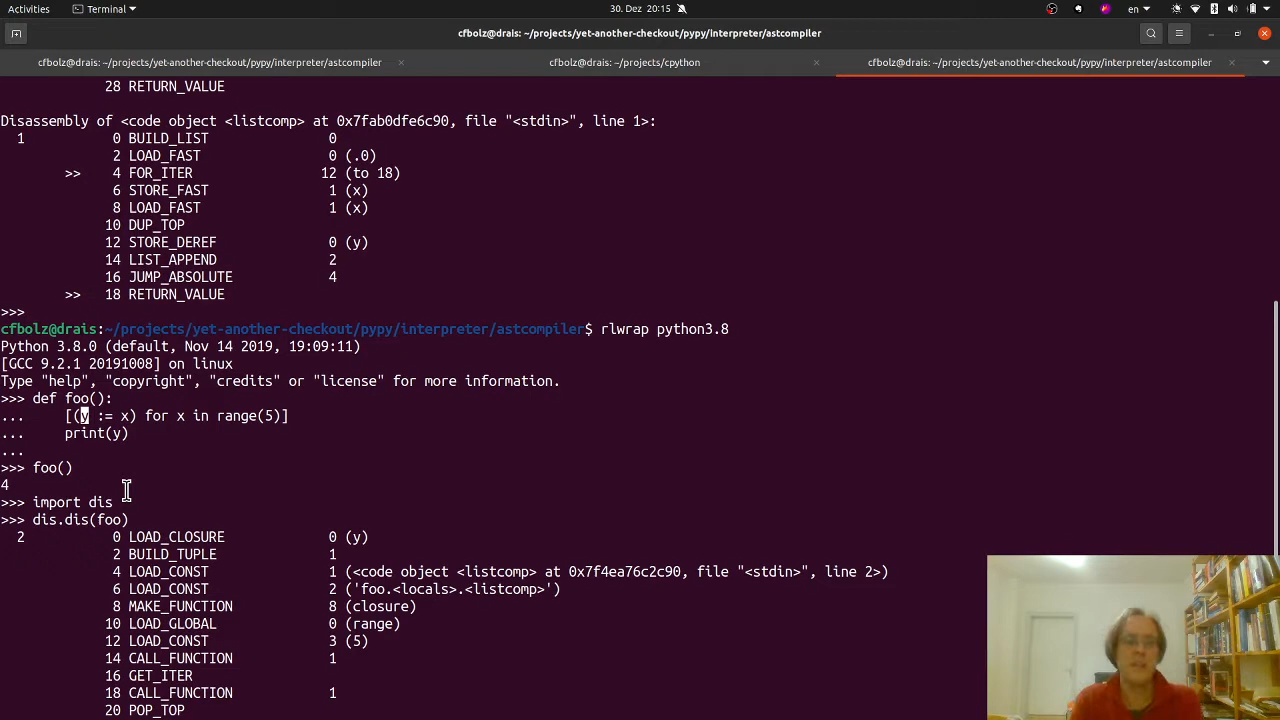 Activities Terminal 30. Dez 20:15 en
cfbolz@drais: ~/projects/yet-another-checkout/pypy/interpreter/astcompiler
cfbolz@drais: ~/projects/yet-another-checkout/pypy/interpreter/astcompiler × cfbolz@drais: ~/projects/cpython × cfbolz@drais: ~/projects/yet-another-checkout/pypy/interpreter/astcompiler ×
28 RETURN_VALUE
Disassembly of <code object <listcomp> at 0x7fab0dfe6c90, file "<stdin>", line 1>:
1 0 BUILD_LIST 0
2 LOAD_FAST 0 (.0)
>> 4 FOR_ITER 12 (to 18)
6 STORE_FAST 1 (x)
8 LOAD_FAST 1 (x)
10 DUP_TOP
12 STORE_DEREF 0 (y)
14 LIST_APPEND 2
16 JUMP_ABSOLUTE 4
>> 18 RETURN_VALUE
>>>
cfbolz@drais:~/projects/yet-another-checkout/pypy/interpreter/astcompiler$ rlwrap python3.8
Python 3.8.0 (default, Nov 14 2019, 19:09:11)
[GCC 9.2.1 20191008] on linux
Type "help", "copyright", "credits" or "license" for more information.
>>> def foo():
... [(y := x) for x in range(5)]
... print(y)
...
>>> foo()
4
>>> import dis
>>> dis.dis(foo)
2 0 LOAD_CLOSURE 0 (y)
2 BUILD_TUPLE 1
4 LOAD_CONST 1 (<code object <listcomp> at 0x7f4ea76c2c90, file "<stdin>", line 2>)
6 LOAD_CONST 2 ('foo.<locals>.<listcomp>')
8 MAKE_FUNCTION 8 (closure)
10 LOAD_GLOBAL 0 (range)
12 LOAD_CONST 3 (5)
14 CALL_FUNCTION 1
16 GET_ITER
18 CALL_FUNCTION 1
20 POP_TOP